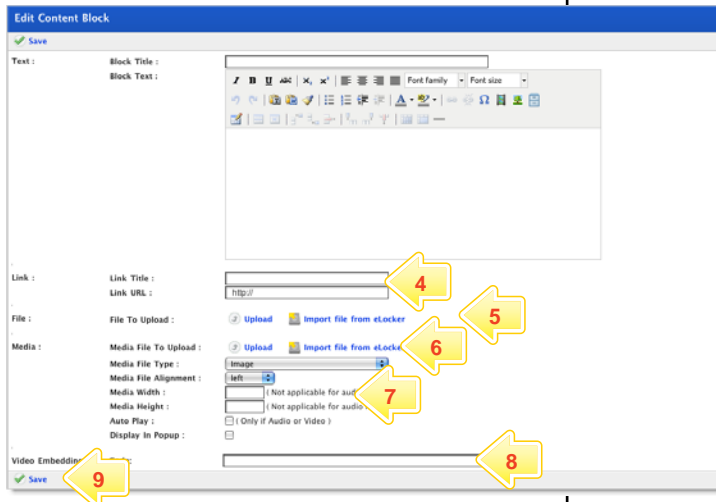 Edit Content Block
Save
Text : Block Title :
Block Text :
I B U ABC x, x' Font family Font size
A Ω
Link : Link Title : 4
Link URL : http://
File : File To Upload : Upload Import file from eLocker 5
Media : Media File To Upload : Upload Import file from eLocke 6
Media File Type : Image
Media File Alignment : left
Media Width : ( Not applicable for aud 7
Media Height : ( Not applicable for audio
Auto Play : ( Only if Audio or Video )
Display In Popup :
Video Embedding 8
Save 9